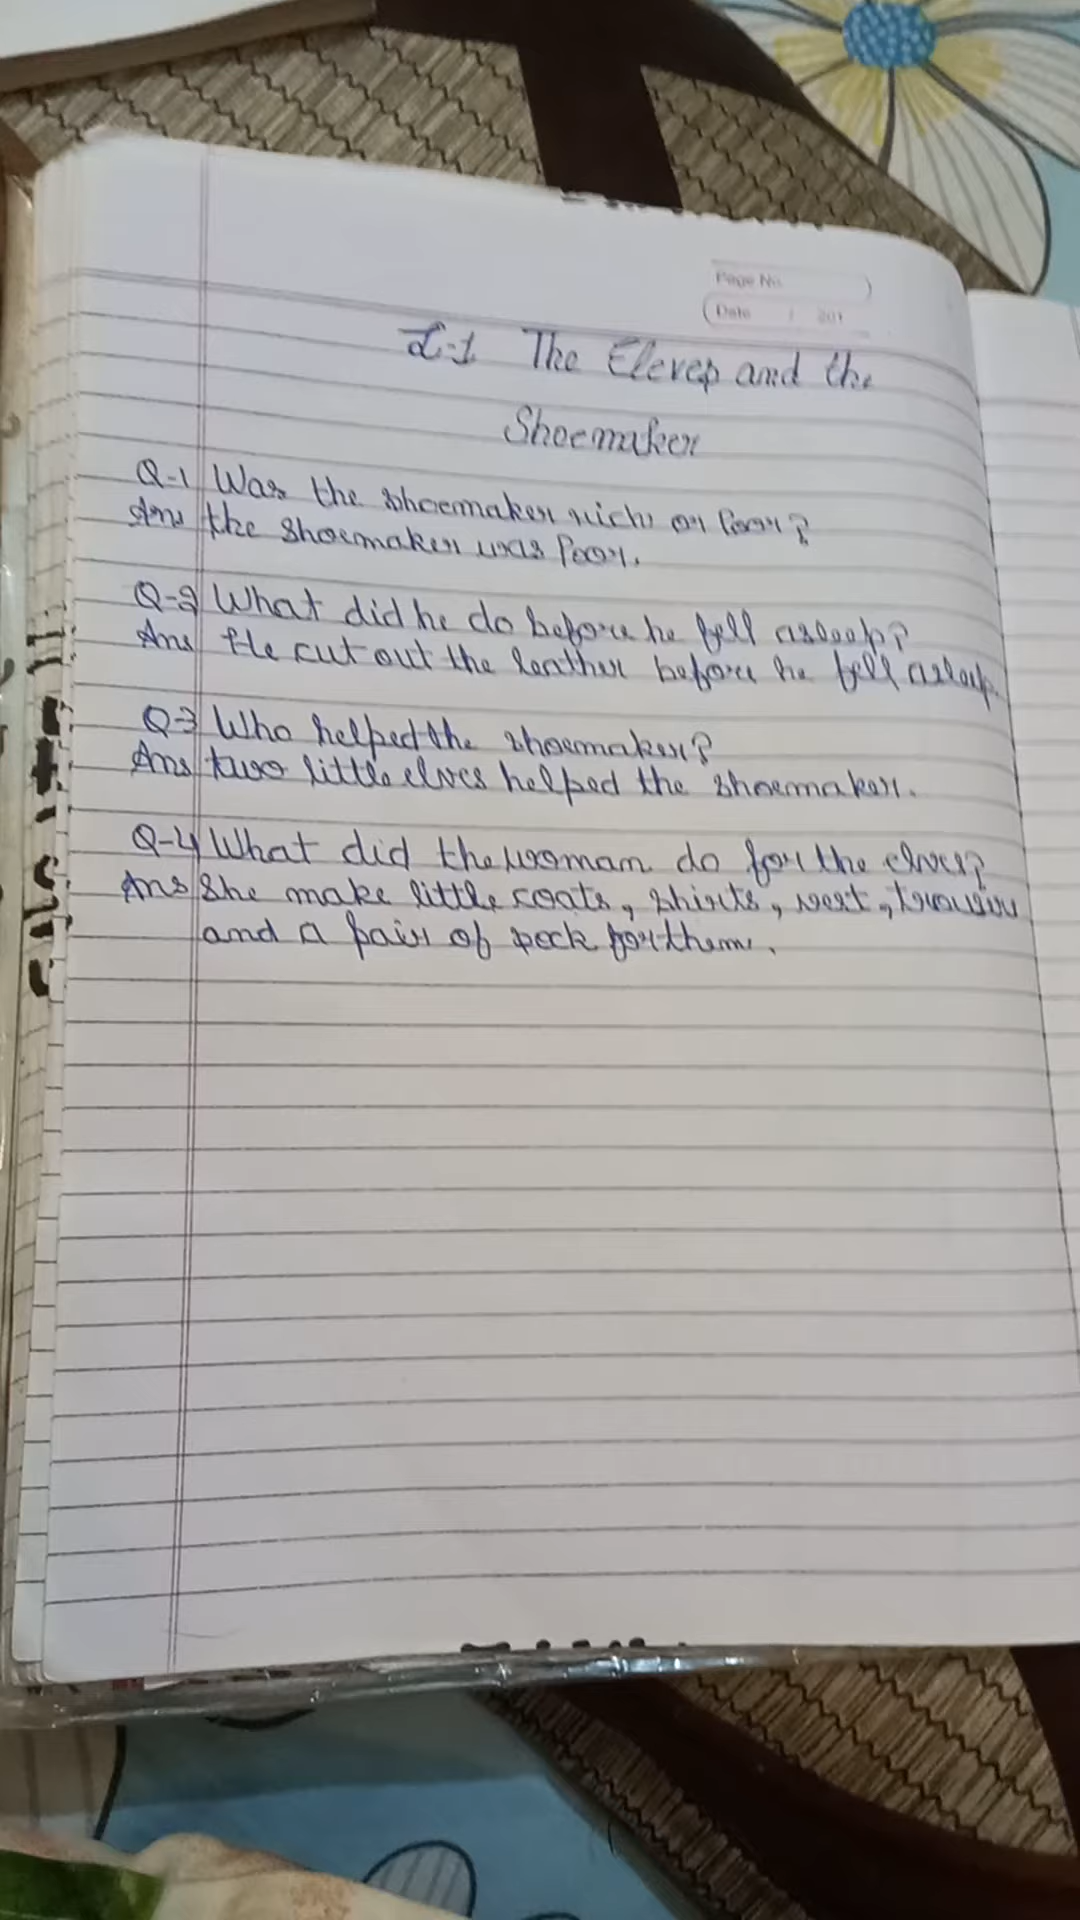 Page No.
Date / 201
L-1 The Elevep and the
Shoemaker
Q-1 Was the shoemaker rich or Poor?
Ans the shoemaker was Poor.
Q-2 What did he do before he fell asleep?
Ans He cut out the leather before he fell asleep.
Q-3 Who helped the shoemaker?
Ans two little elves helped the shoemaker.
Q-4 What did the woman do for the elves?
Ans She make little coats, shirts, vest, trousers
and a pair of pock for them.